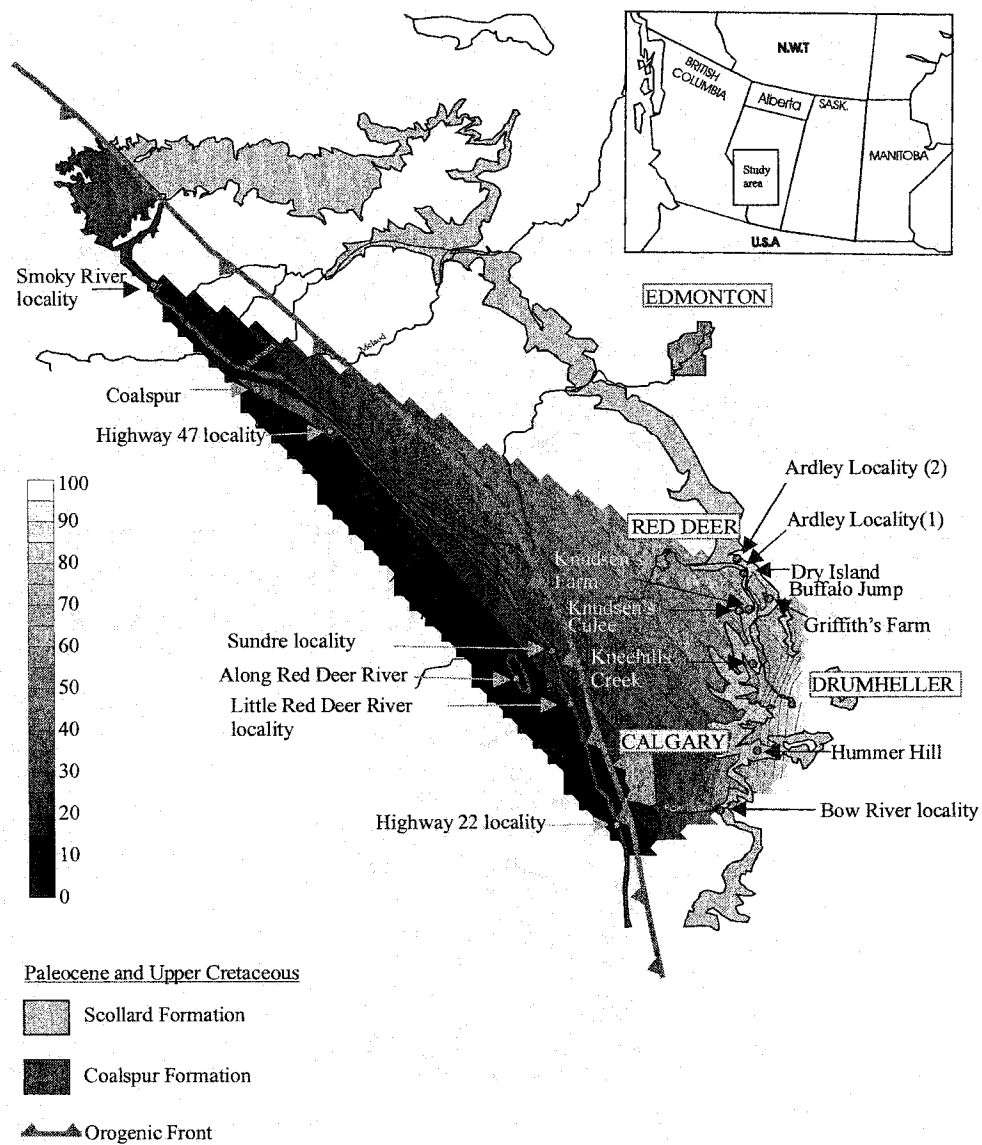 N.W.T
BRITISH
COLUMBIA
Alberta
SASK.
MANITOBA
Study
area
U.S.A
Smoky River
locality
EDMONTON
Mcleod
Coalspur
Highway 47 locality
100
90
80
70
60
50
40
30
20
10
0
Ardley Locality (2)
RED DEER
Ardley Locality(1)
Knudsen's
Farm
Dry Island
Buffalo Jump
Knudsen's
Culee
Griffith's Farm
Sundre locality
Kneehills
Creek
Along Red Deer River
DRUMHELLER
Little Red Deer River
locality
CALGARY
Hummer Hill
Highway 22 locality
Bow River locality
Paleocene and Upper Cretaceous
Scollard Formation
Coalspur Formation
Orogenic Front